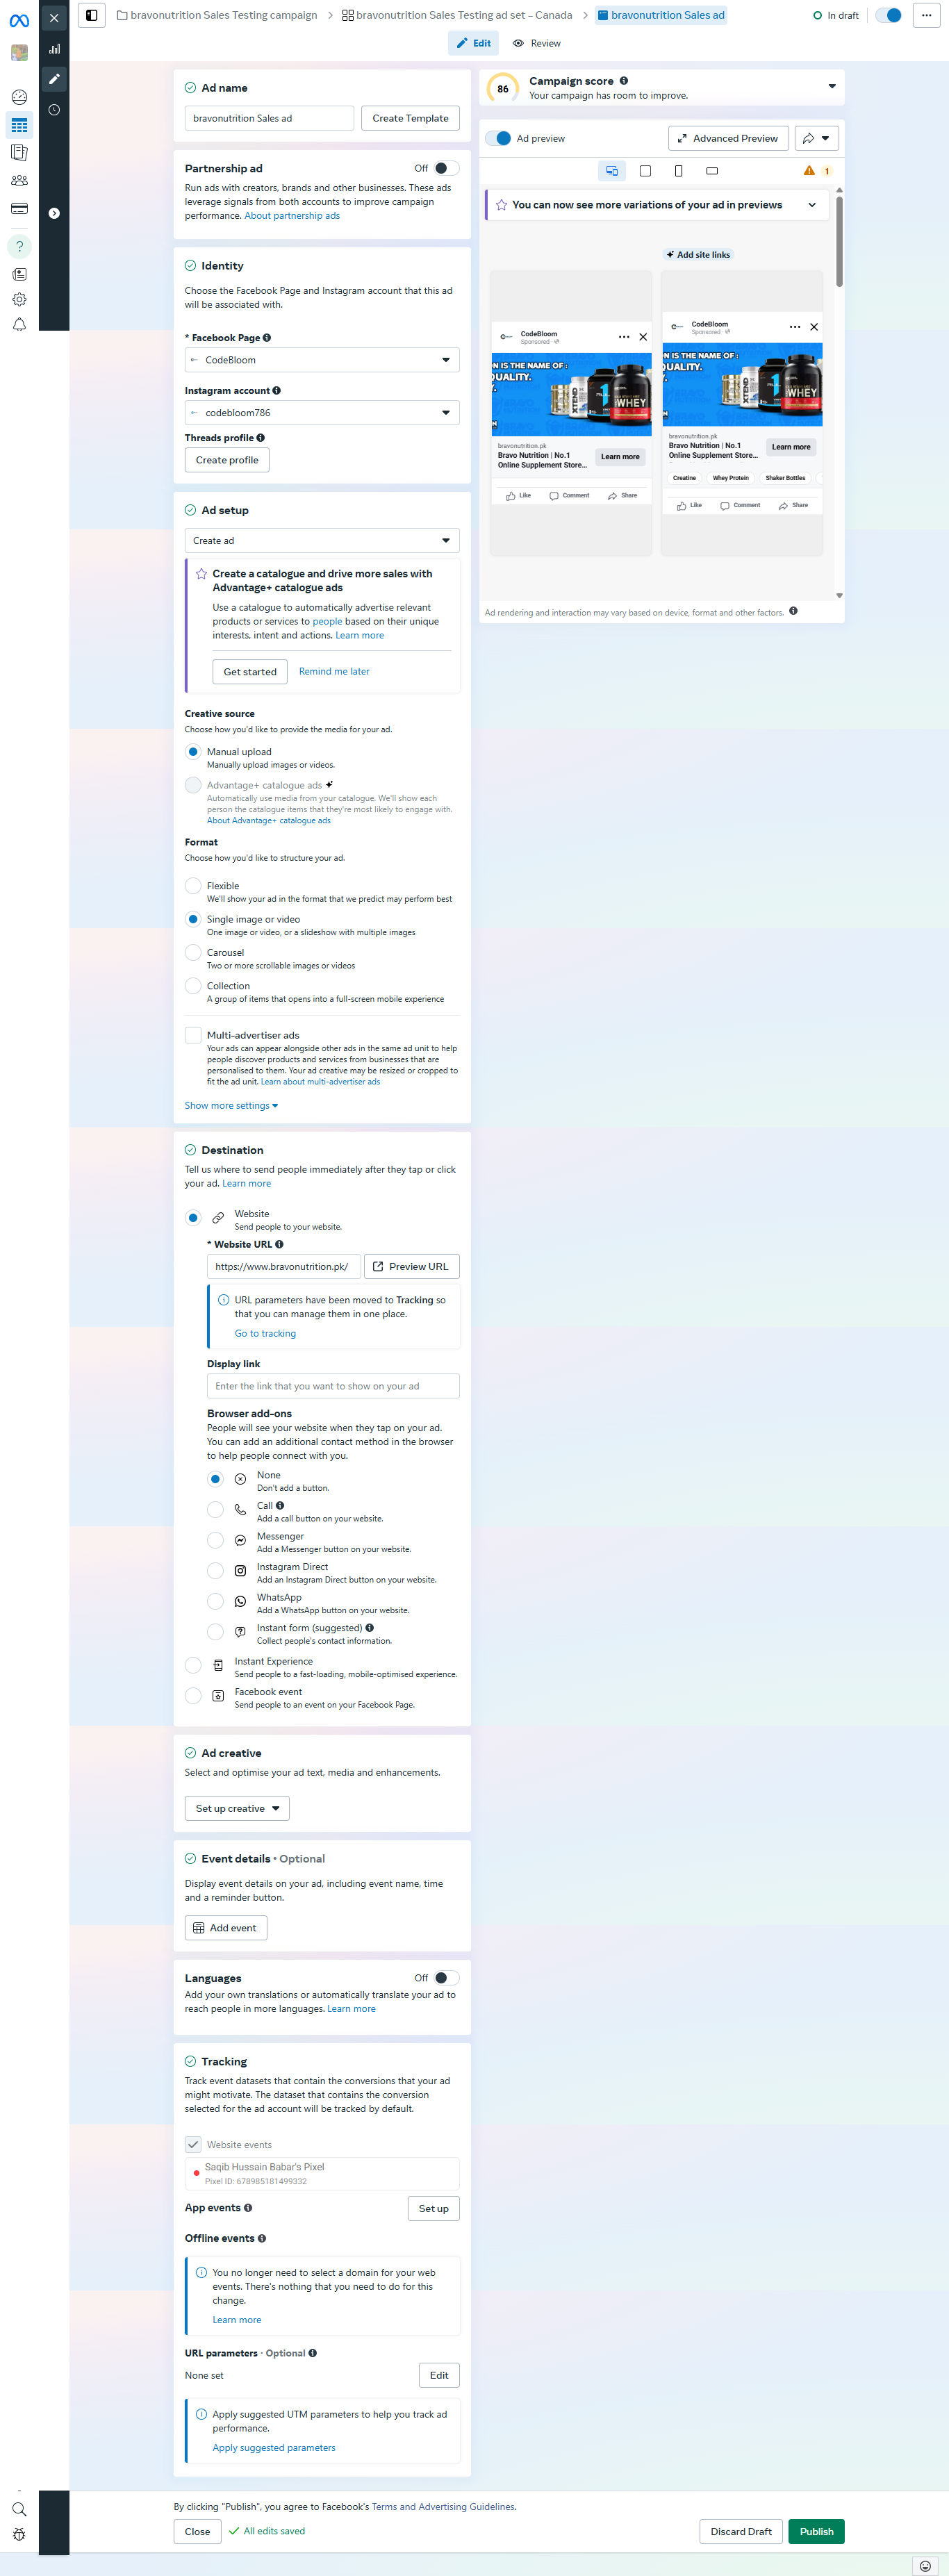 bravonutrition Sales Testing campaign
bravonutrition Sales Testing ad set – Canada
bravonutrition Sales ad
In draft
Edit
Review
Ad name
bravonutrition Sales ad
Create Template
Partnership ad
Off
Run ads with creators, brands and other businesses. These ads
leverage signals from both accounts to improve campaign
performance. About partnership ads
Identity
Choose the Facebook Page and Instagram account that this ad
will be associated with.
* Facebook Page
CodeBloom
Instagram account
codebloom786
Threads profile
Create profile
Ad setup
Create ad
Create a catalogue and drive more sales with
Advantage+ catalogue ads
Use a catalogue to automatically advertise relevant
products or services to people based on their unique
interests, intent and actions. Learn more
Get started
Remind me later
Creative source
Choose how you'd like to provide the media for your ad.
Manual upload
Manually upload images or videos.
Advantage+ catalogue ads
Automatically use media from your catalogue. We'll show each
person the catalogue items that they're most likely to engage with.
About Advantage+ catalogue ads
Format
Choose how you'd like to structure your ad.
Flexible
We'll show your ad in the format that we predict may perform best
Single image or video
One image or video, or a slideshow with multiple images
Carousel
Two or more scrollable images or videos
Collection
A group of items that opens into a full-screen mobile experience
Multi-advertiser ads
Your ads can appear alongside other ads in the same ad unit to help
people discover products and services from businesses that are
personalised to them. Your ad creative may be resized or cropped to
fit the ad unit. Learn about multi-advertiser ads
Show more settings
Destination
Tell us where to send people immediately after they tap or click
your ad. Learn more
Website
Send people to your website.
* Website URL
https://www.bravonutrition.pk/
Preview URL
URL parameters have been moved to Tracking so
that you can manage them in one place.
Go to tracking
Display link
Enter the link that you want to show on your ad
Browser add-ons
People will see your website when they tap on your ad.
You can add an additional contact method in the browser
to help people connect with you.
None
Don't add a button.
Call
Add a call button on your website.
Messenger
Add a Messenger button on your website.
Instagram Direct
Add an Instagram Direct button on your website.
WhatsApp
Add a WhatsApp button on your website.
Instant form (suggested)
Collect people's contact information.
Instant Experience
Send people to a fast-loading, mobile-optimised experience.
Facebook event
Send people to an event on your Facebook Page.
Ad creative
Select and optimise your ad text, media and enhancements.
Set up creative
Event details • Optional
Display event details on your ad, including event name, time
and a reminder button.
Add event
Languages
Off
Add your own translations or automatically translate your ad to
reach people in more languages. Learn more
Tracking
Track event datasets that contain the conversions that your ad
might motivate. The dataset that contains the conversion
selected for the ad account will be tracked by default.
Website events
Saqib Hussain Babar's Pixel
Pixel ID: 678985181499332
App events
Set up
Offline events
You no longer need to select a domain for your web
events. There's nothing that you need to do for this
change.
Learn more
URL parameters · Optional
None set
Edit
Apply suggested UTM parameters to help you track ad
performance.
Apply suggested parameters
86
Campaign score
Your campaign has room to improve.
Ad preview
Advanced Preview
1
You can now see more variations of your ad in previews
Add site links
CodeBloom
Sponsored ·
N IS THE NAME OF :
QUALITY.
XTEND
WHEY
bravonutrition.pk
Bravo Nutrition | No.1
Online Supplement Store...
Learn more
Like
Comment
Share
CodeBloom
Sponsored ·
ON IS THE NAME OF :
QUALITY.
XTEND
WHEY
bravonutrition.pk
Bravo Nutrition | No.1
Online Supplement Store...
Learn more
Creatine
Whey Protein
Shaker Bottles
Like
Comment
Share
Ad rendering and interaction may vary based on device, format and other factors.
By clicking "Publish", you agree to Facebook's Terms and Advertising Guidelines.
Close
All edits saved
Discard Draft
Publish